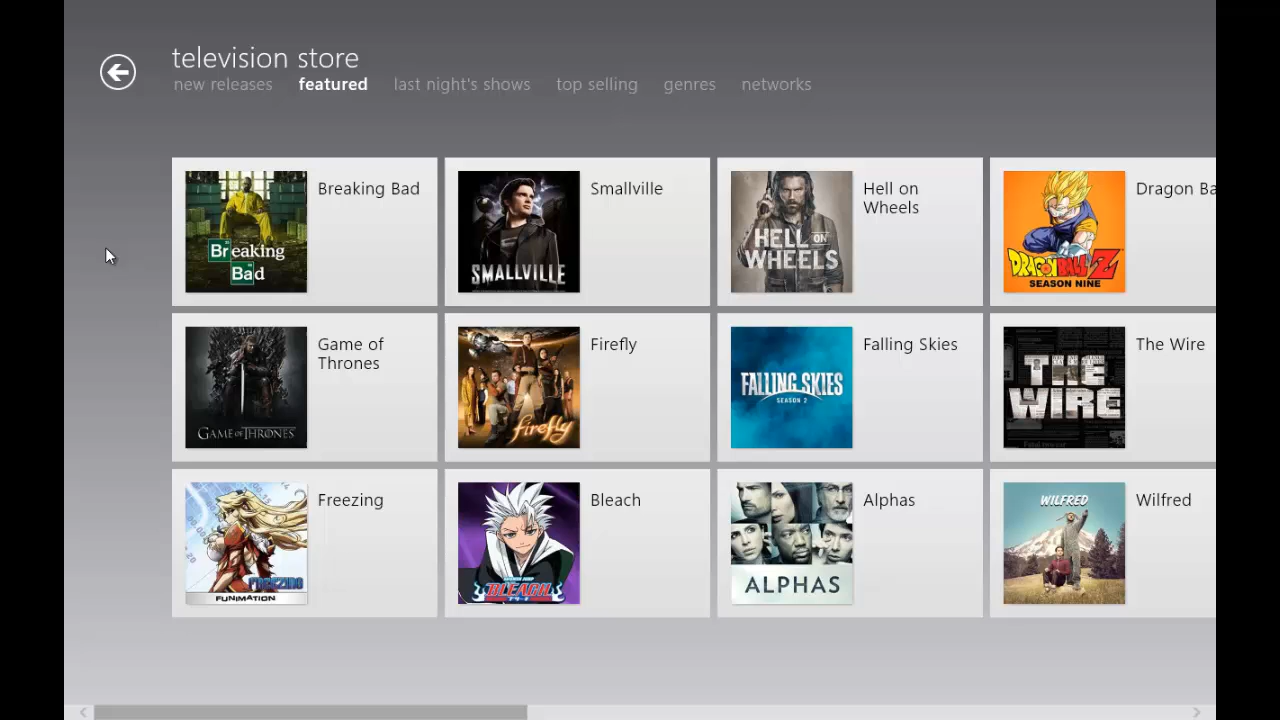 television store
new releases featured last night's shows top selling genres networks
Breaking
Bad
Breaking Bad
SMALLVILLE
Smallville
HELL ON
WHEELS
Hell on
Wheels
DRAGON BALL Z
SEASON NINE
Dragon Ba
GAME OF THRONES
Game of
Thrones
firefly
Firefly
FALLING SKIES
SEASON 2
Falling Skies
THE
WIRE
The Wire
FREEZING
FUNIMATION
Freezing
BLEACH
Bleach
ALPHAS
Alphas
WILFRED
Wilfred